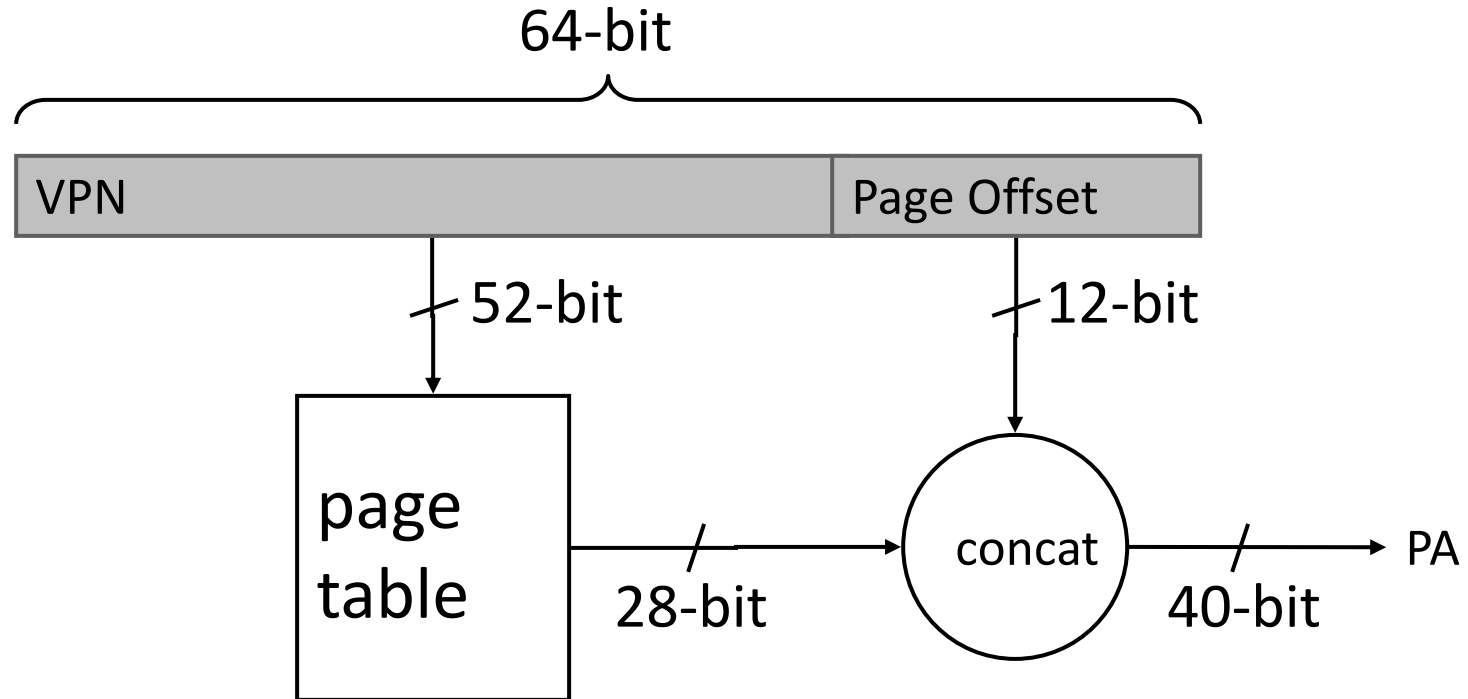 64-bit
VPN
Page Offset
52-bit
12-bit
page
table
28-bit
concat
40-bit
PA